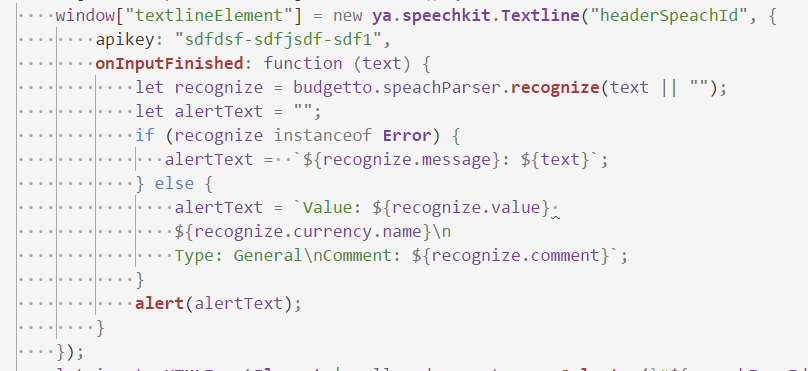 window["textlineElement"] = new ya.speechkit.Textline("headerSpeachId", {
apikey: "sdfdsf-sdfjsdf-sdf1",
onInputFinished: function (text) {
let recognize = budgetto.speachParser.recognize(text || "");
let alertText = "";
if (recognize instanceof Error) {
alertText = `${recognize.message}: ${text}`;
} else {
alertText = `Value: ${recognize.value}
${recognize.currency.name}\n
Type: General\nComment: ${recognize.comment}`;
}
alert(alertText);
}
});